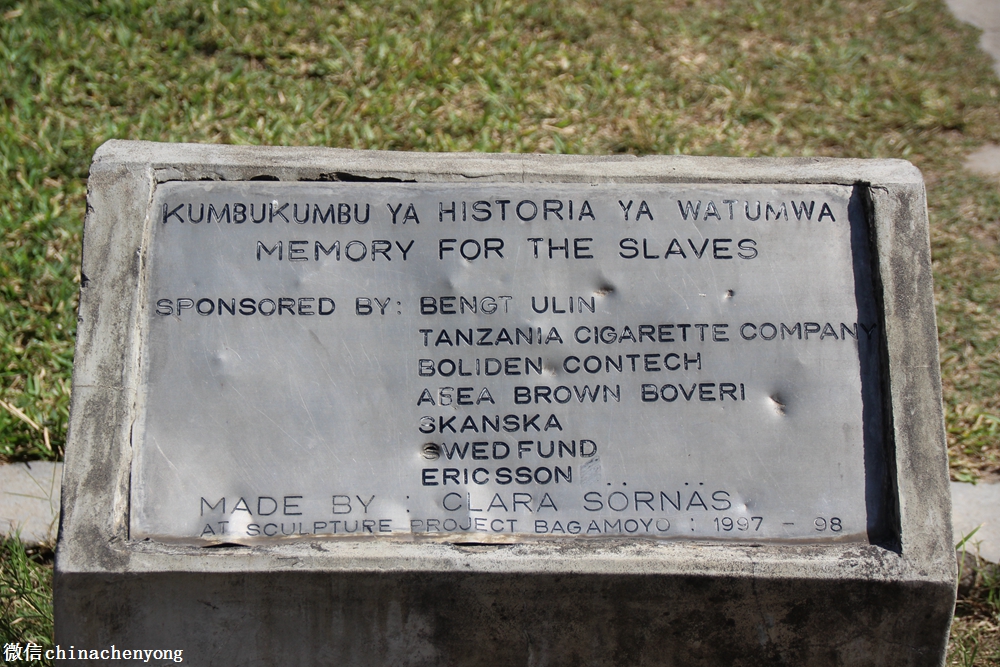 KUMBUKUMBU YA HISTORIA YA WATUMWA
MEMORY FOR THE SLAVES
SPONSORED BY: BENGT ULIN
TANZANIA CIGARETTE COMPANY
BOLIDEN CONTECH
ASEA BROWN BOVERI
SKANSKA
SWEDFUND
ERICSSON
MADE BY : CLARA SÖRNÄS
AT SCULPTURE PROJECT BAGAMOYO : 1997 - 98
微信chinachenyong